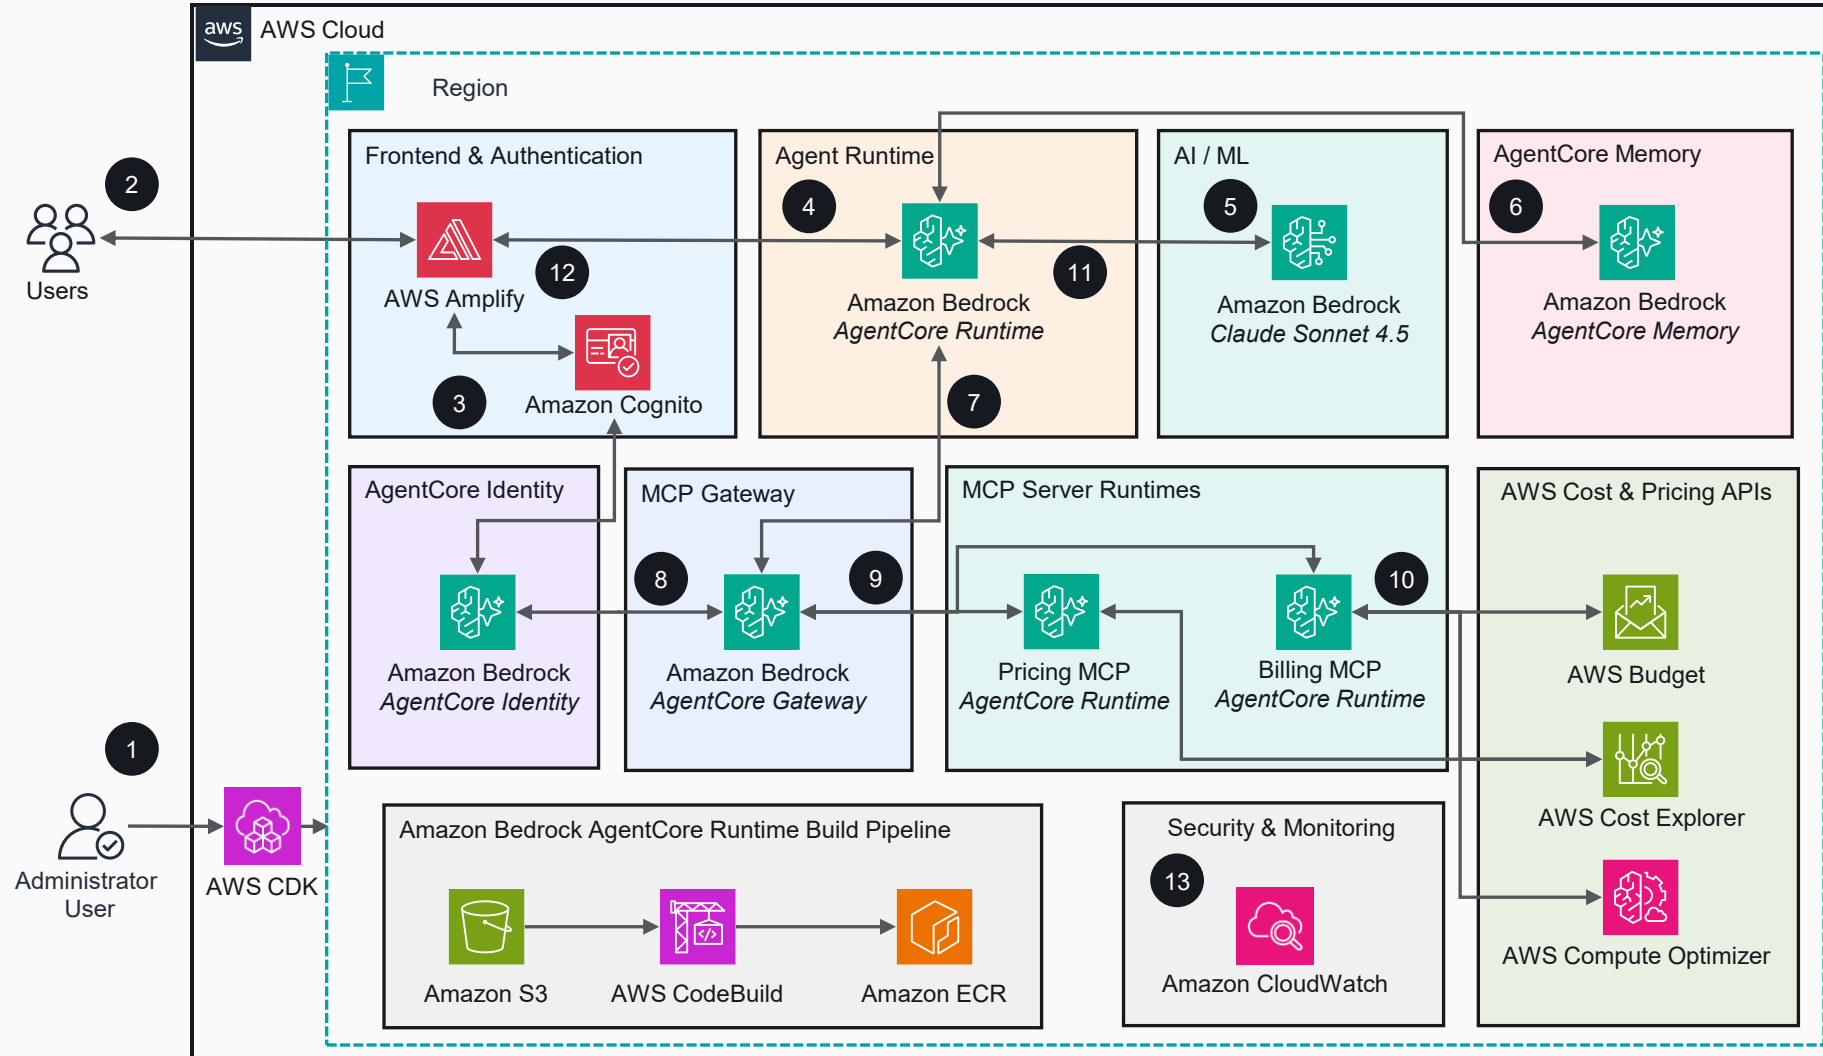 aws
AWS Cloud
Region
Frontend & Authentication
Agent Runtime
AI / ML
AgentCore Memory
2
4
5
6
12
11
Users
AWS Amplify
Amazon Bedrock
AgentCore Runtime
Amazon Bedrock
Claude Sonnet 4.5
Amazon Bedrock
AgentCore Memory
3
Amazon Cognito
7
AgentCore Identity
MCP Gateway
MCP Server Runtimes
AWS Cost & Pricing APIs
8
9
10
Amazon Bedrock
AgentCore Identity
Amazon Bedrock
AgentCore Gateway
Pricing MCP
AgentCore Runtime
Billing MCP
AgentCore Runtime
AWS Budget
1
AWS Cost Explorer
Administrator
User
AWS CDK
Amazon Bedrock AgentCore Runtime Build Pipeline
Security & Monitoring
13
Amazon S3
AWS CodeBuild
Amazon ECR
Amazon CloudWatch
AWS Compute Optimizer